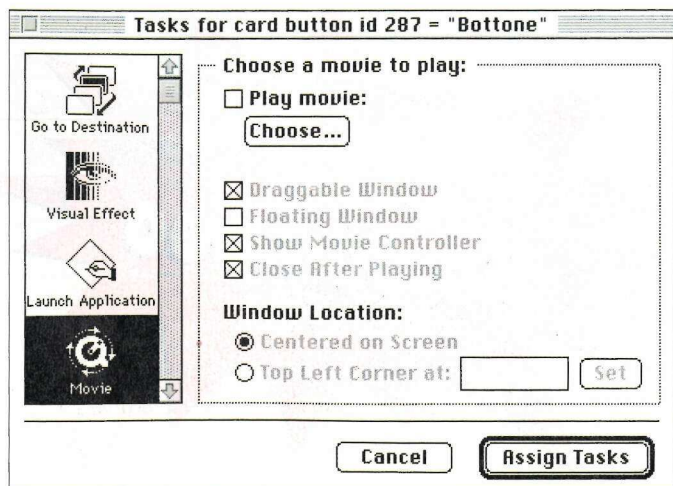 Tasks for card button id 287 = "Bottone"
Go to Destination
Visual Effect
Launch Application
Movie
Choose a movie to play:
Play movie:
Choose...
Draggable Window
Floating Window
Show Movie Controller
Close After Playing
Window Location:
Centered on Screen
Top Left Corner at:
Set
Cancel
Assign Tasks